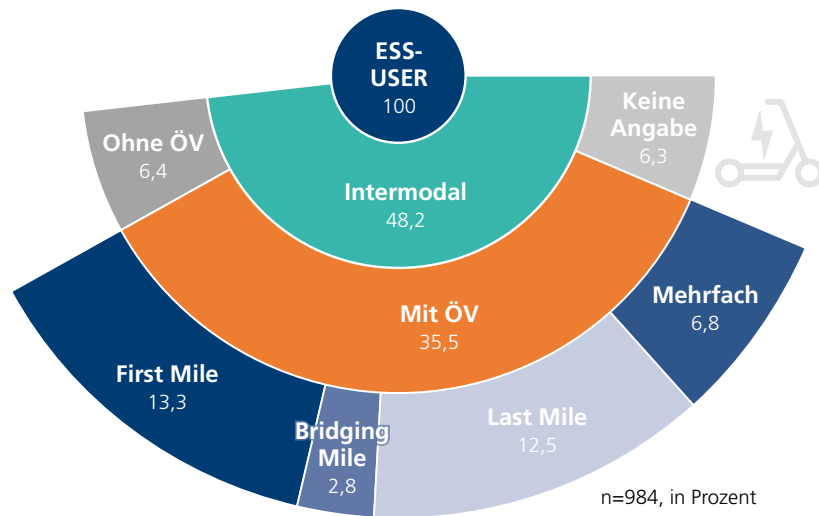 ESS-
USER
100
Keine
Angabe
6,3
Ohne ÖV
6,4
Intermodal
48,2
Mit ÖV
35,5
Mehrfach
6,8
First Mile
13,3
Bridging
Mile
2,8
Last Mile
12,5
n=984, in Prozent